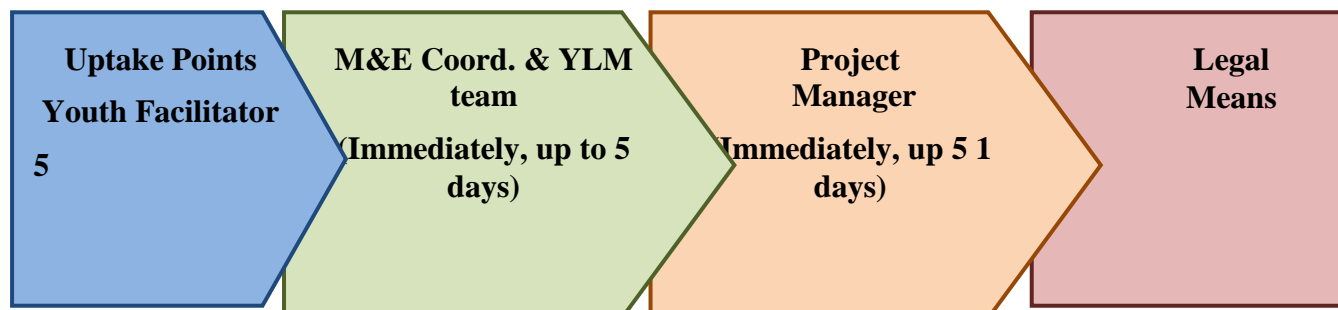 Uptake Points
Youth Facilitator
5
M&E Coord. & YLM
team
(Immediately, up to 5
days)
Project
Manager
(Immediately, up 5 1
days)
Legal
Means